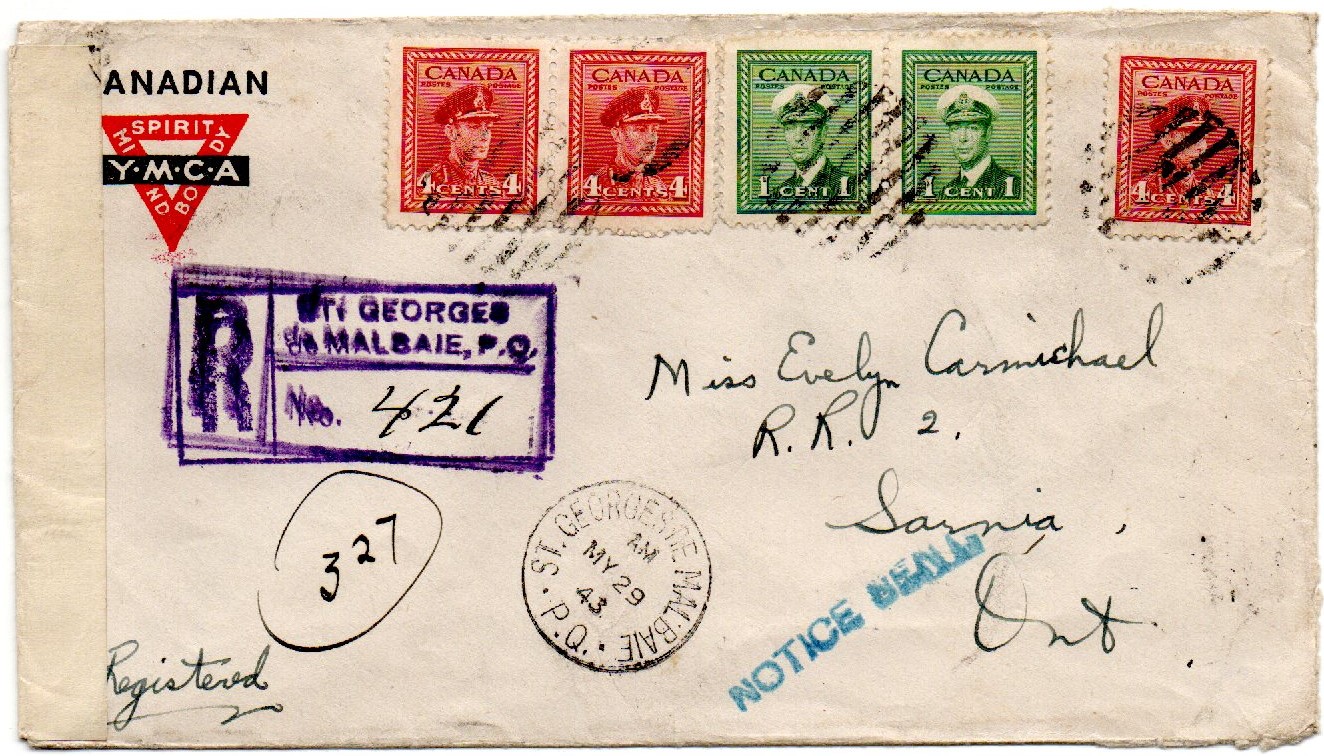 ANADIAN
SPIRIT
MIND
BODY
Y·M·C·A
CANADA
POSTES POSTAGE
4 CENTS 4
CANADA
POSTES POSTAGE
4 CENTS 4
CANADA
POSTES POSTAGE
1 CENT 1
CANADA
POSTES POSTAGE
1 CENT 1
CANADA
POSTES POSTAGE
4 CENTS 4
R
ST. GEORGES
de MALBAIE, P.Q.
No. 421
Miss Evelyn Carmichael
R.R. 2.
Sarnia,
Ont
327
ST. GEORGES DE MALBAIE
AM
MY 29
43
P.Q.
NOTICE
Registered